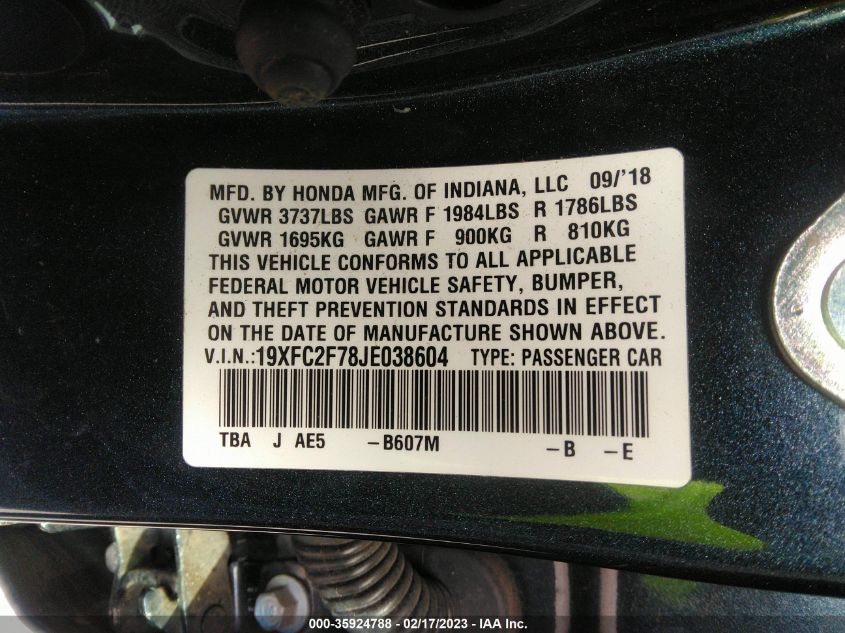 MFD. BY HONDA MFG. OF INDIANA, LLC 09/'18
GVWR 3737LBS GAWR F 1984LBS R 1786LBS
GVWR 1695KG GAWR F 900KG R 810KG
THIS VEHICLE CONFORMS TO ALL APPLICABLE
FEDERAL MOTOR VEHICLE SAFETY, BUMPER,
AND THEFT PREVENTION STANDARDS IN EFFECT
ON THE DATE OF MANUFACTURE SHOWN ABOVE.
V.I.N.:19XFC2F78JE038604 TYPE: PASSENGER CAR
TBA J AE5 -B607M -B -E
000-35924788 - 02/17/2023 - IAA Inc.